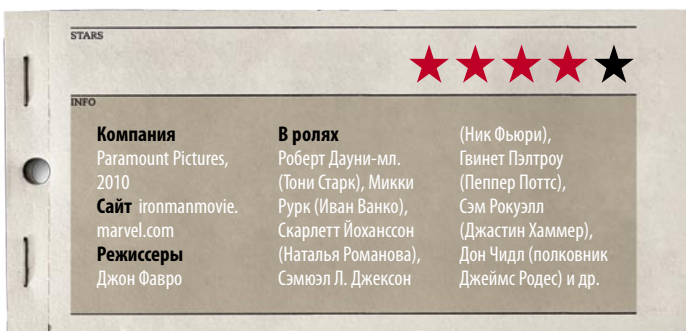 STARS
INFO
Компания
Paramount Pictures,
2010
Сайт ironmanmovie.
marvel.com
Режиссеры
Джон Фавро
В ролях
Роберт Дауни-мл.
(Тони Старк), Микки
Рурк (Иван Ванко),
Скарлетт Йоханссон
(Наталья Романова),
Сэмюэл Л. Джексон
(Ник Фьюри),
Гвинет Пэлтроу
(Пеппер Поттс),
Сэм Рокуэлл
(Джастин Хаммер),
Дон Чидл (полковник
Джеймс Родес) и др.